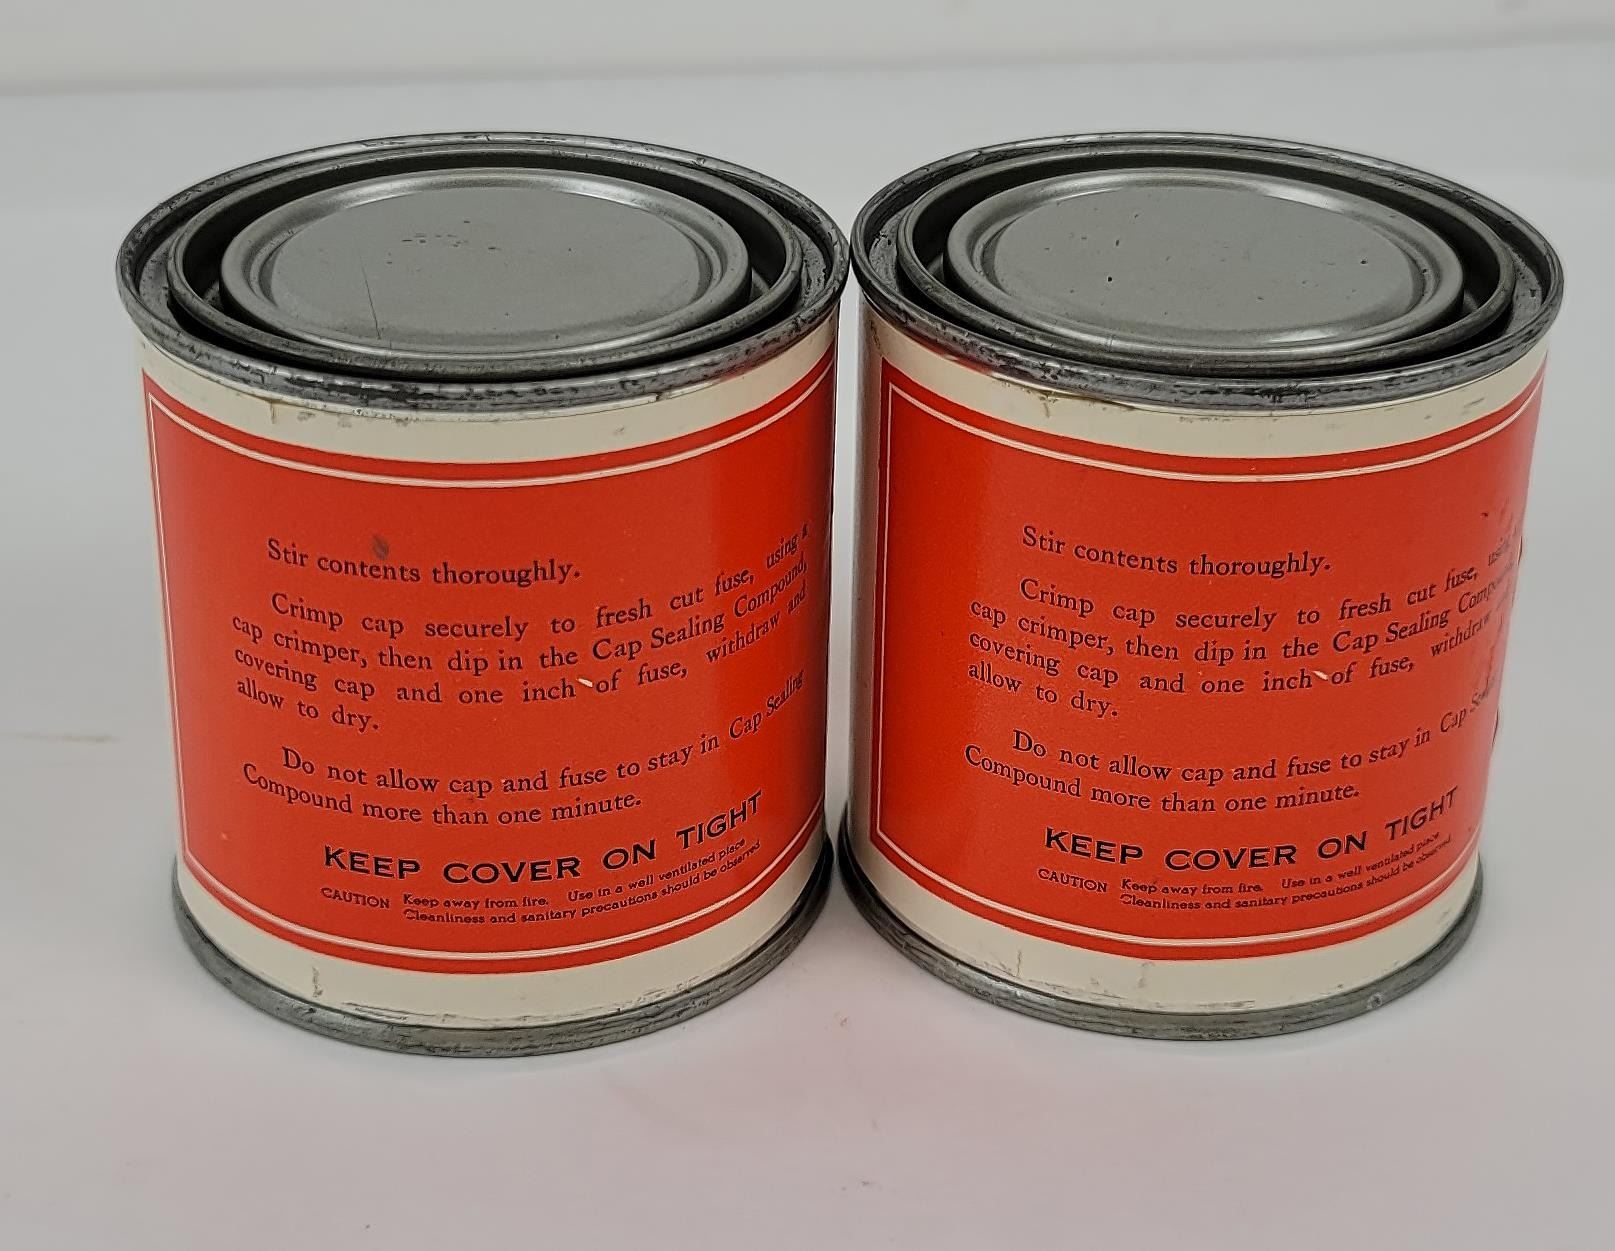 Stir contents thoroughly.
Crimp cap securely to fresh cut fuse, using a
cap crimper, then dip in the Cap Sealing Compound,
covering cap and one inch of fuse, withdraw and
allow to dry.
Do not allow cap and fuse to stay in Cap Sealing
Compound more than one minute.
KEEP COVER ON TIGHT
CAUTION Keep away from fire. Use in a well ventilated place
Cleanliness and sanitary precautions should be observed
Stir contents thoroughly.
Crimp cap securely to fresh cut fuse,
cap crimper, then dip in the Cap Sealing
covering cap and one inch of fuse, withdraw
allow to dry.
Do not allow cap and fuse to stay in Cap
Compound more than one minute.
KEEP COVER ON TIGHT
CAUTION Keep away from fire. Use in a well ventilated place
Cleanliness and sanitary precautions should be observed